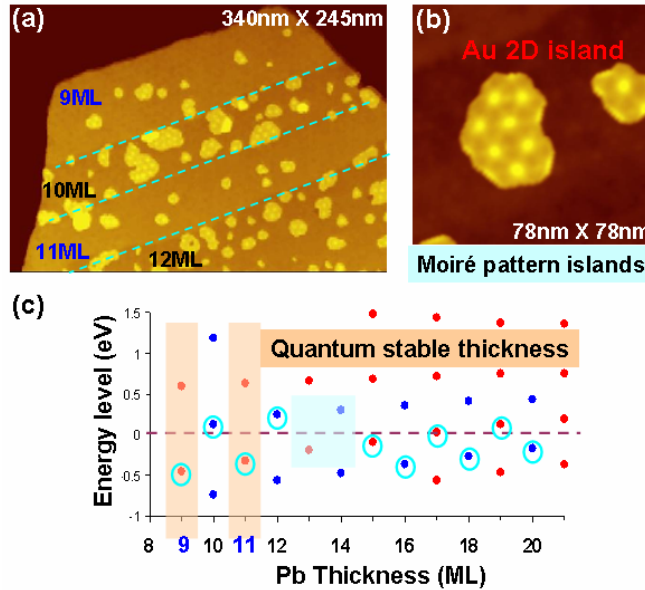 (a)
340nm X 245nm
9ML
10ML
11ML
12ML
(b)
Au 2D island
78nm X 78nm
Moiré pattern islands
(c)
Quantum stable thickness
Energy level (eV)
1.5
1
0.5
0
-0.5
-1
8 9 10 11 12 14 16 18 20
Pb Thickness (ML)